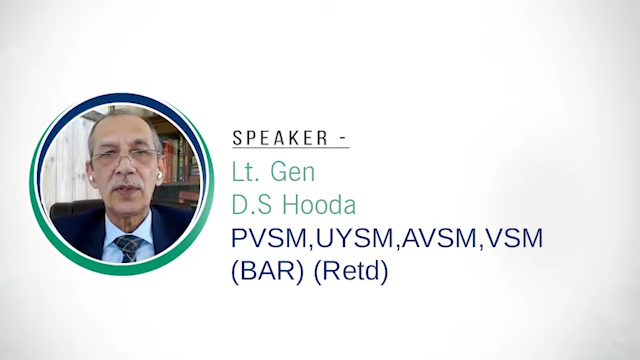 SPEAKER -
Lt. Gen
D.S Hooda
PVSM,UYSM,AVSM,VSM
(BAR) (Retd)